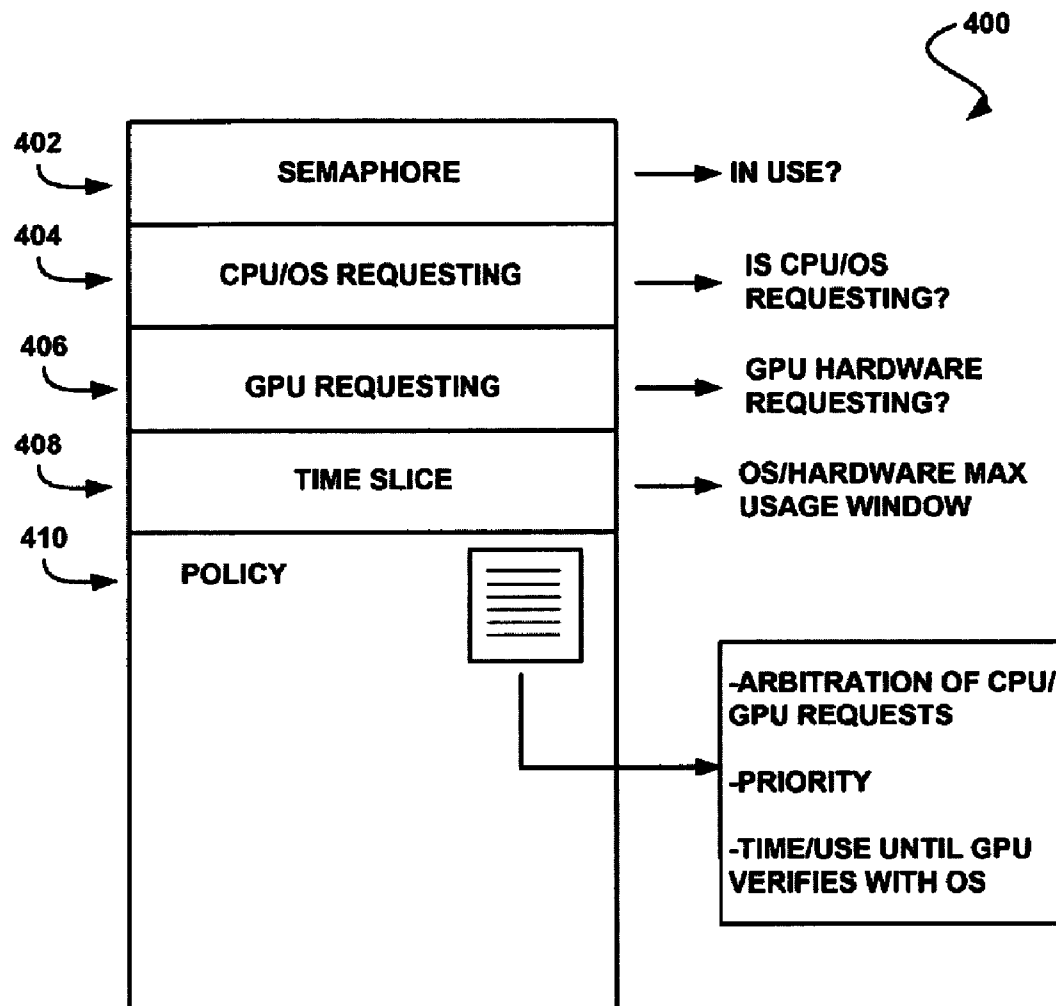 400
402
SEMAPHORE
IN USE?
404
CPU/OS REQUESTING
IS CPU/OS
REQUESTING?
406
GPU REQUESTING
GPU HARDWARE
REQUESTING?
408
TIME SLICE
OS/HARDWARE MAX
USAGE WINDOW
410
POLICY
-ARBITRATION OF CPU/
GPU REQUESTS
-PRIORITY
-TIME/USE UNTIL GPU
VERIFIES WITH OS